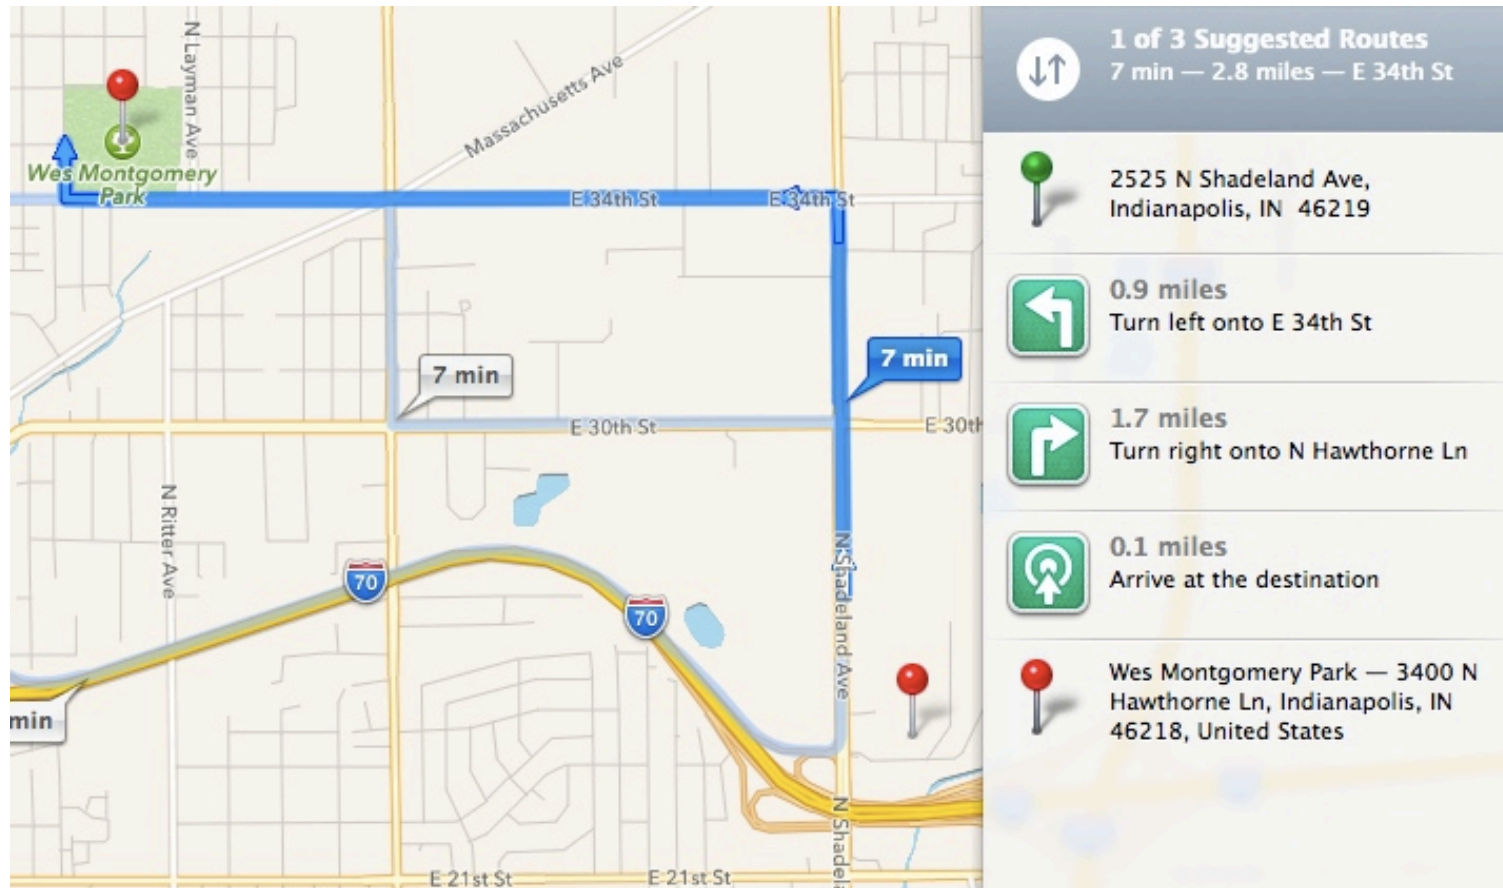 N Layman Ave
Massachusetts Ave
Wes Montgomery
Park
E 34th St
E 34th St
7 min
7 min
E 30th St
E 30th
N Ritter Ave
70
70
N Shadeland Ave
min
N Shadela
E 21st St
E 21st St
1 of 3 Suggested Routes
7 min — 2.8 miles — E 34th St
2525 N Shadeland Ave,
Indianapolis, IN 46219
0.9 miles
Turn left onto E 34th St
1.7 miles
Turn right onto N Hawthorne Ln
0.1 miles
Arrive at the destination
Wes Montgomery Park — 3400 N
Hawthorne Ln, Indianapolis, IN
46218, United States